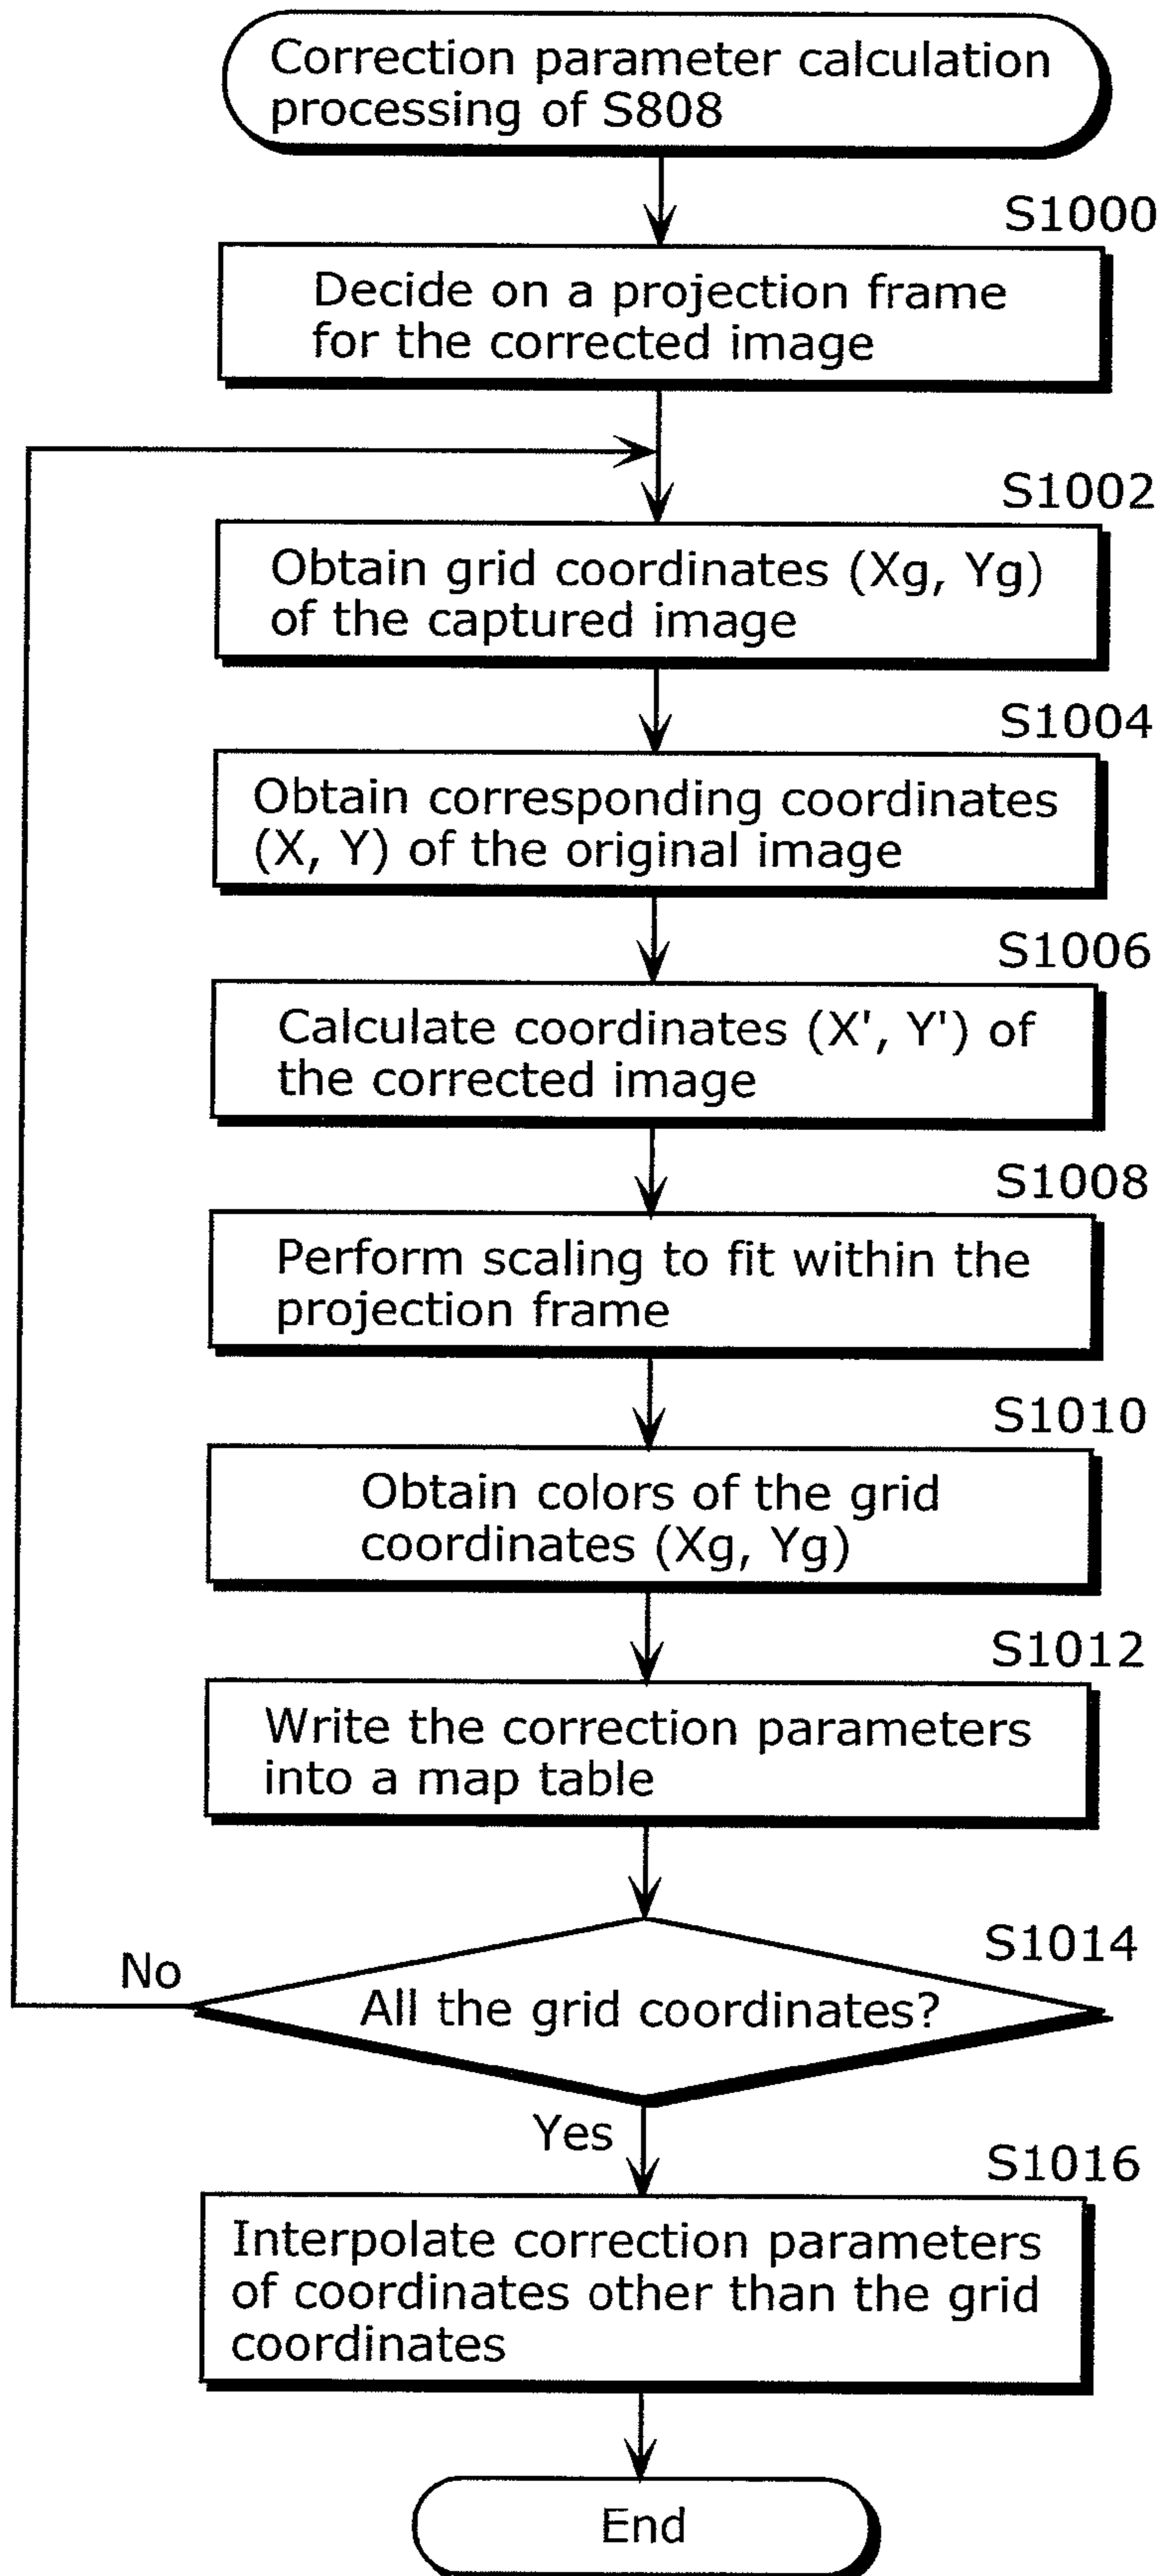 Correction parameter calculation
processing of S808
S1000
Decide on a projection frame
for the corrected image
S1002
Obtain grid coordinates (Xg, Yg)
of the captured image
S1004
Obtain corresponding coordinates
(X, Y) of the original image
S1006
Calculate coordinates (X', Y') of
the corrected image
S1008
Perform scaling to fit within the
projection frame
S1010
Obtain colors of the grid
coordinates (Xg, Yg)
S1012
Write the correction parameters
into a map table
S1014
No
All the grid coordinates?
Yes
S1016
Interpolate correction parameters
of coordinates other than the grid
coordinates
End